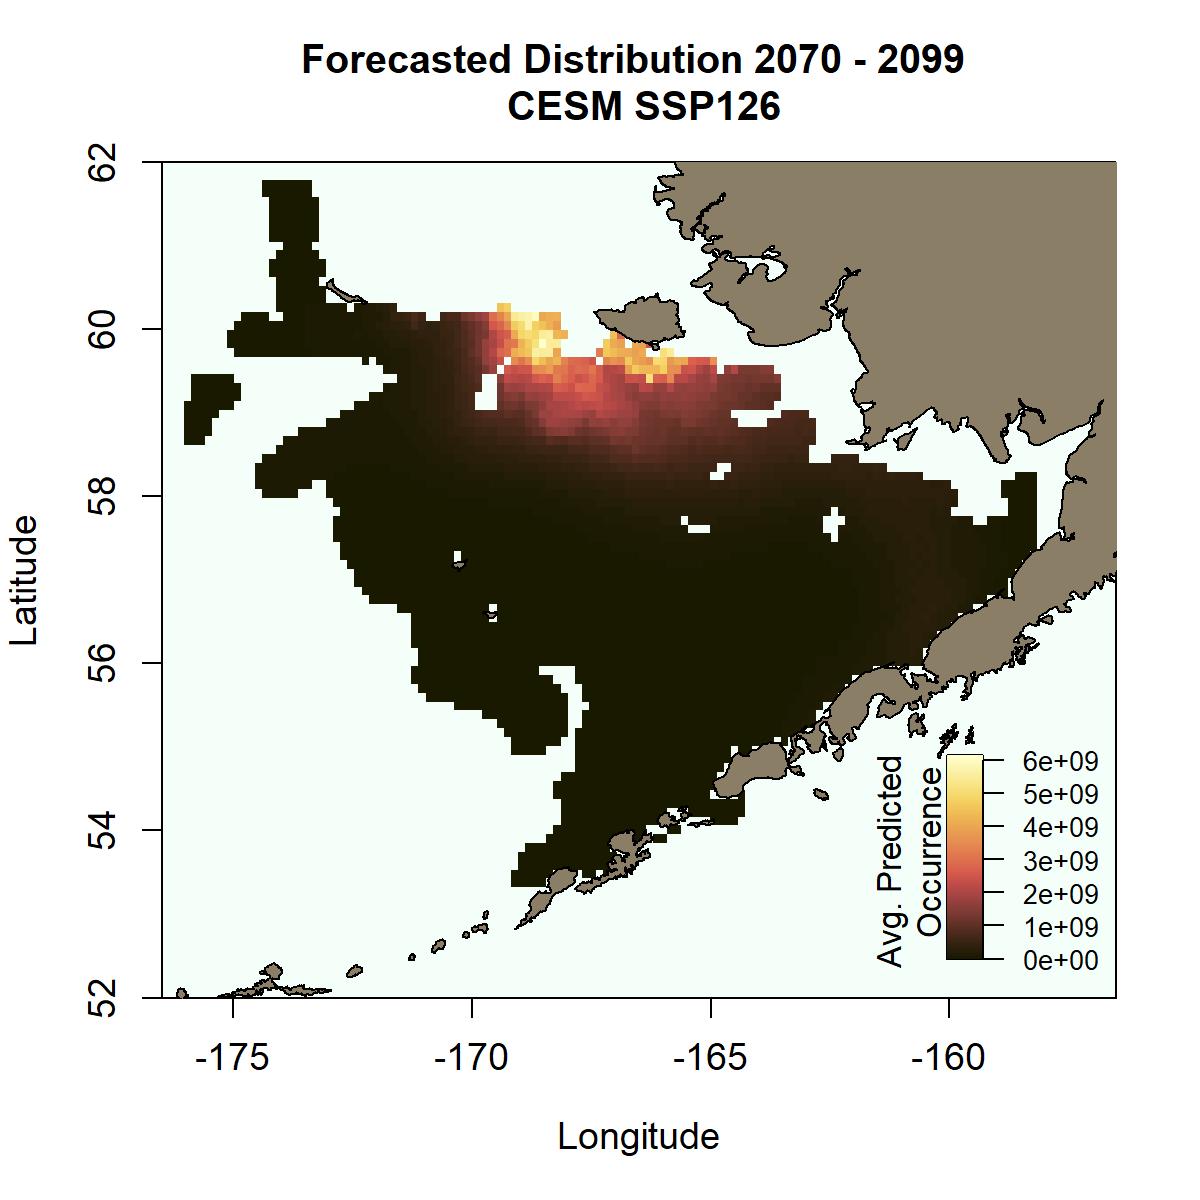 Forecasted Distribution 2070 - 2099
CESM SSP126
Latitude
62
60
58
56
54
52
Avg. Predicted
Occurrence
6e+09
5e+09
4e+09
3e+09
2e+09
1e+09
0e+00
-175
-170
-165
-160
Longitude